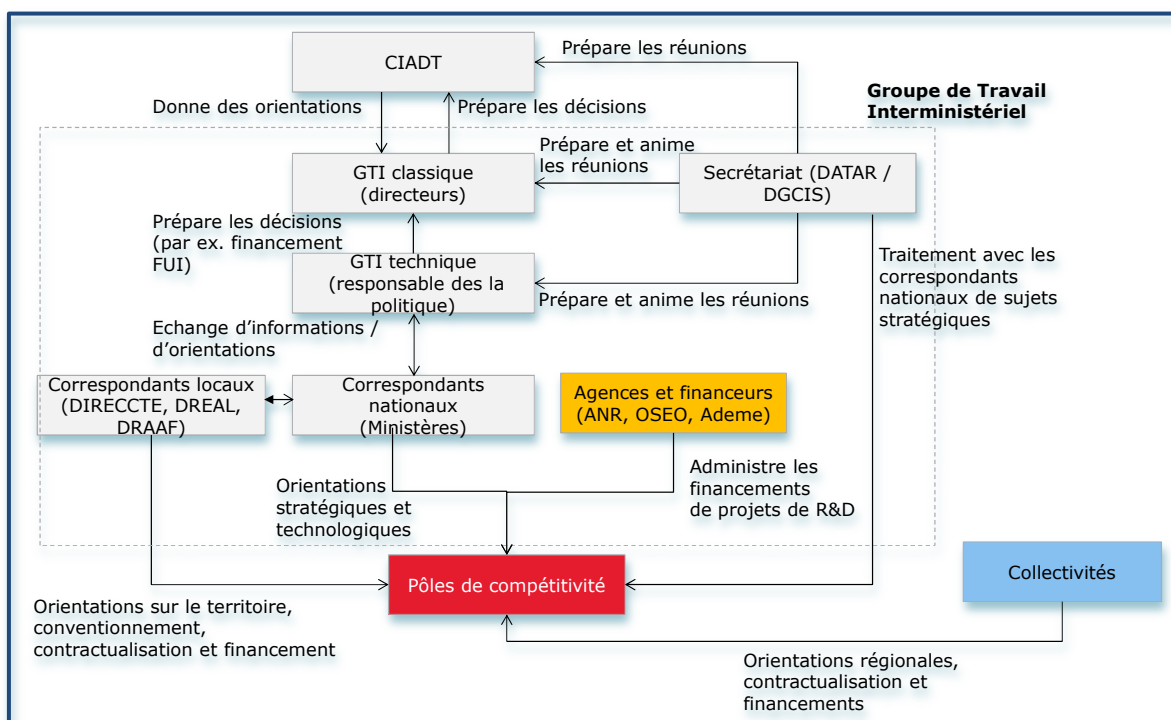 CIADT
Prépare les réunions
Groupe de Travail
Interministériel
Donne des orientations
Prépare les décisions
GTI classique
(directeurs)
Prépare et anime
les réunions
Secrétariat (DATAR /
DGCIS)
Prépare les décisions
(par ex. financement
FUI)
GTI technique
(responsable des la
politique)
Prépare et anime les réunions
Traitement avec les
correspondants
nationaux de sujets
stratégiques
Echange d’informations /
d’orientations
Correspondants locaux
(DIRECCTE, DREAL,
DRAAF)
Correspondants
nationaux
(Ministères)
Agences et financeurs
(ANR, OSEO, Ademe)
Orientations
stratégiques et
technologiques
Administre les
financements
de projets de R&D
Pôles de compétitivité
Collectivités
Orientations sur le territoire,
conventionnement,
contractualisation et financement
Orientations régionales,
contractualisation et
financements